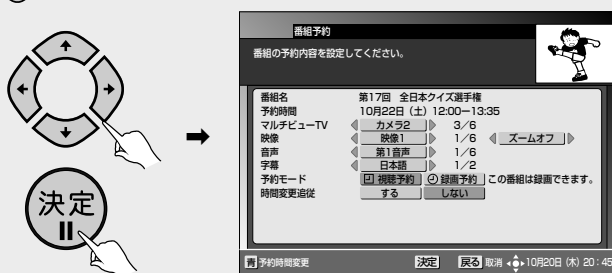 決定
番組予約
番組の予約内容を設定してください。
番組名 第17回 全日本クイズ選手権
予約時間 10月22日（土）12:00ー13:35
マルチビューTV カメラ2 3／6
映像 映像1 1／6 ズームオフ
音声 第1音声 1／6
字幕 日本語 1／2
予約モード 視聴予約 録画予約 この番組は録画できます。
時間変更追従 する しない
青 予約時間変更 決定 戻る 取消 10月20日（木）20：45